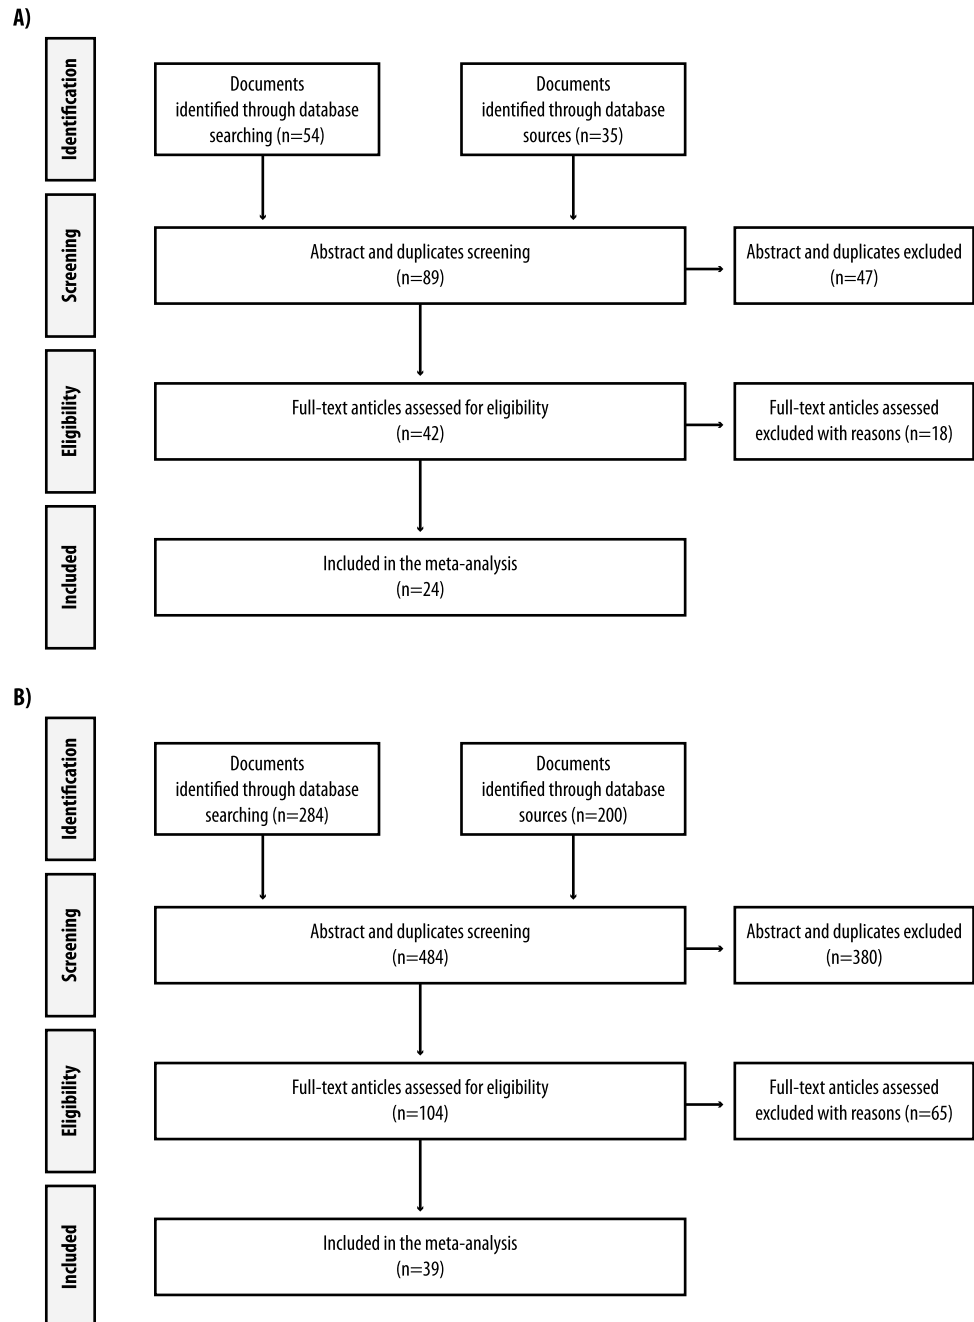 A)
Identification
Documents
identified through database
searching (n=54)
Documents
identified through database
sources (n=35)
Screening
Abstract and duplicates screening
(n=89)
Abstract and duplicates excluded
(n=47)
Eligibility
Full-text anticles assessed for eligibility
(n=42)
Full-text anticles assessed
excluded with reasons (n=18)
Included
Included in the meta-analysis
(n=24)
B)
Identification
Documents
identified through database
searching (n=284)
Documents
identified through database
sources (n=200)
Screening
Abstract and duplicates screening
(n=484)
Abstract and duplicates excluded
(n=380)
Eligibility
Full-text anticles assessed for eligibility
(n=104)
Full-text anticles assessed
excluded with reasons (n=65)
Included
Included in the meta-analysis
(n=39)